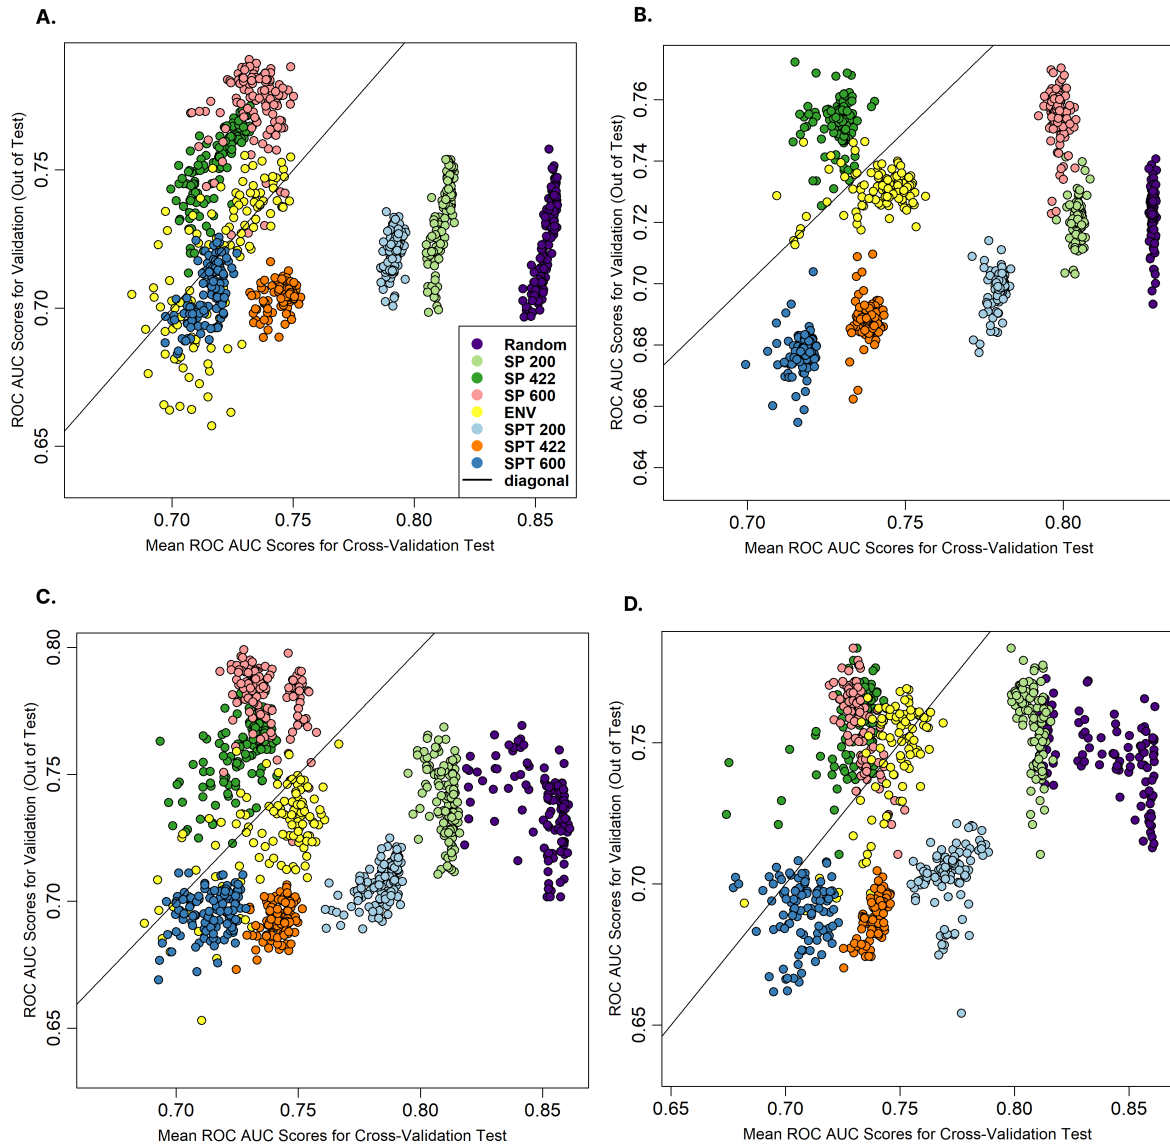 A.
ROC AUC Scores for Validation (Out of Test)
0.75
0.70
0.65
Random
SP 200
SP 422
SP 600
ENV
SPT 200
SPT 422
SPT 600
diagonal
0.70 0.75 0.80 0.85
Mean ROC AUC Scores for Cross-Validation Test
B.
ROC AUC Scores for Validation (Out of Test)
0.76
0.74
0.72
0.70
0.68
0.66
0.64
0.70 0.75 0.80
Mean ROC AUC Scores for Cross-Validation Test
C.
ROC AUC Scores for Validation (Out of Test)
0.80
0.75
0.70
0.65
0.70 0.75 0.80 0.85
Mean ROC AUC Scores for Cross-Validation Test
D.
ROC AUC Scores for Validation (Out of Test)
0.75
0.70
0.65
0.65 0.70 0.75 0.80 0.85
Mean ROC AUC Scores for Cross-Validation Test